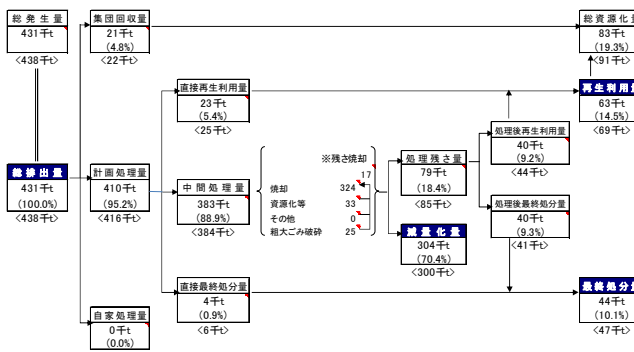 総発生量
431千t
<438千t>
集団回収量
21千t
(4.8%)
<22千t>
総資源化量
83千t
(19.3%)
<91千t>
直接再生利用量
23千t
(5.4%)
<25千t>
再生利用量
63千t
(14.5%)
<69千t>
総排出量
431千t
(100.0%)
<438千t>
計画処理量
410千t
(95.2%)
<416千t>
中間処理量
383千t
(88.9%)
<384千t>
※残さ焼却
17
焼却 324
資源化等 33
その他 0
粗大ごみ破砕 25
処理残さ量
79千t
(18.4%)
<85千t>
減量化量
304千t
(70.4%)
<300千t>
処理後再生利用量
40千t
(9.2%)
<44千t>
処理後最終処分量
40千t
(9.3%)
<41千t>
直接最終処分量
4千t
(0.9%)
<6千t>
最終処分量
44千t
(10.1%)
<47千t>
自家処理量
0千t
(0.0%)